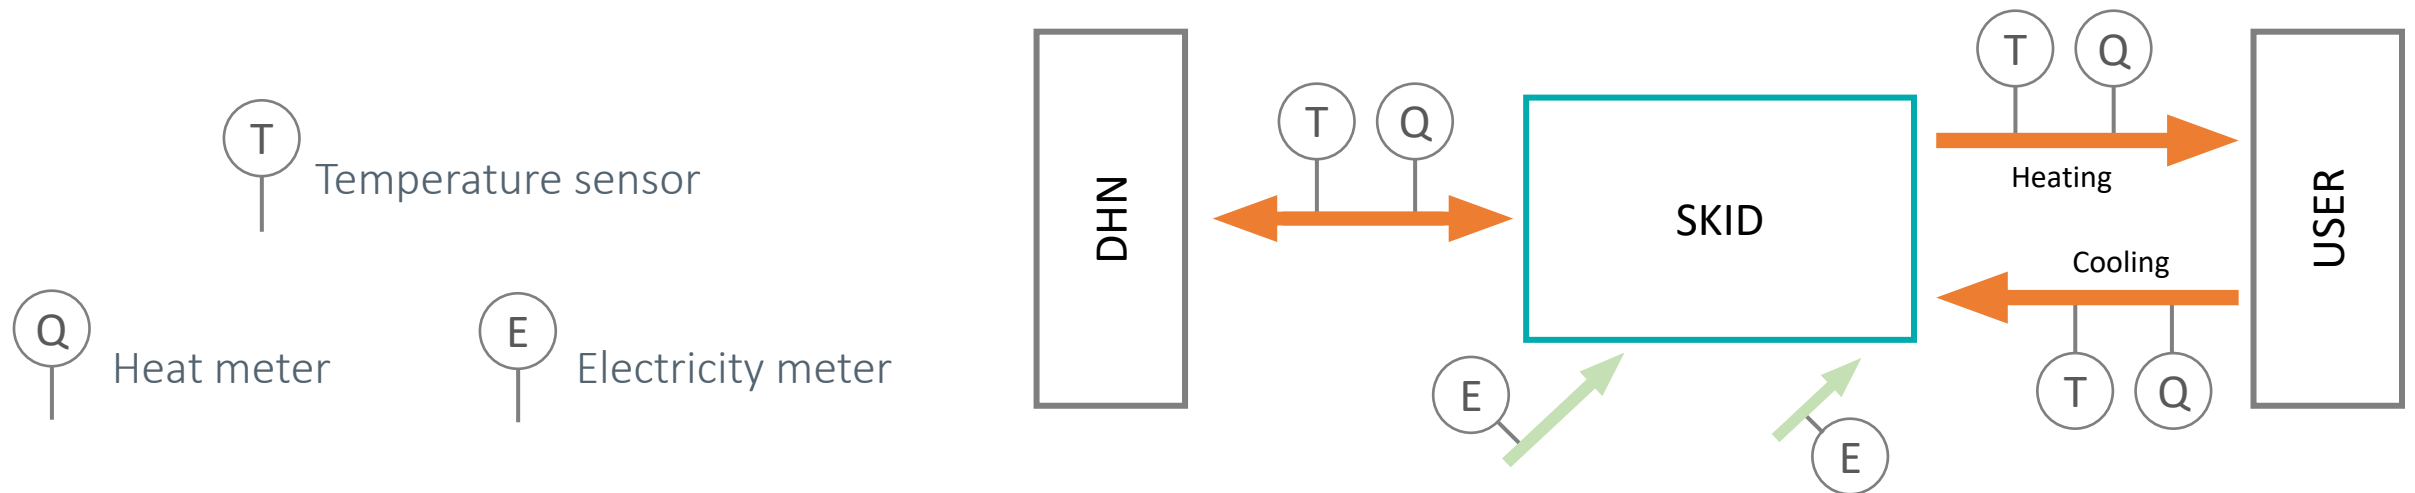 T
Temperature sensor
Q
Heat meter
E
Electricity meter
DHN
T
Q
SKID
E
E
T
Q
Heating
Cooling
T
Q
USER